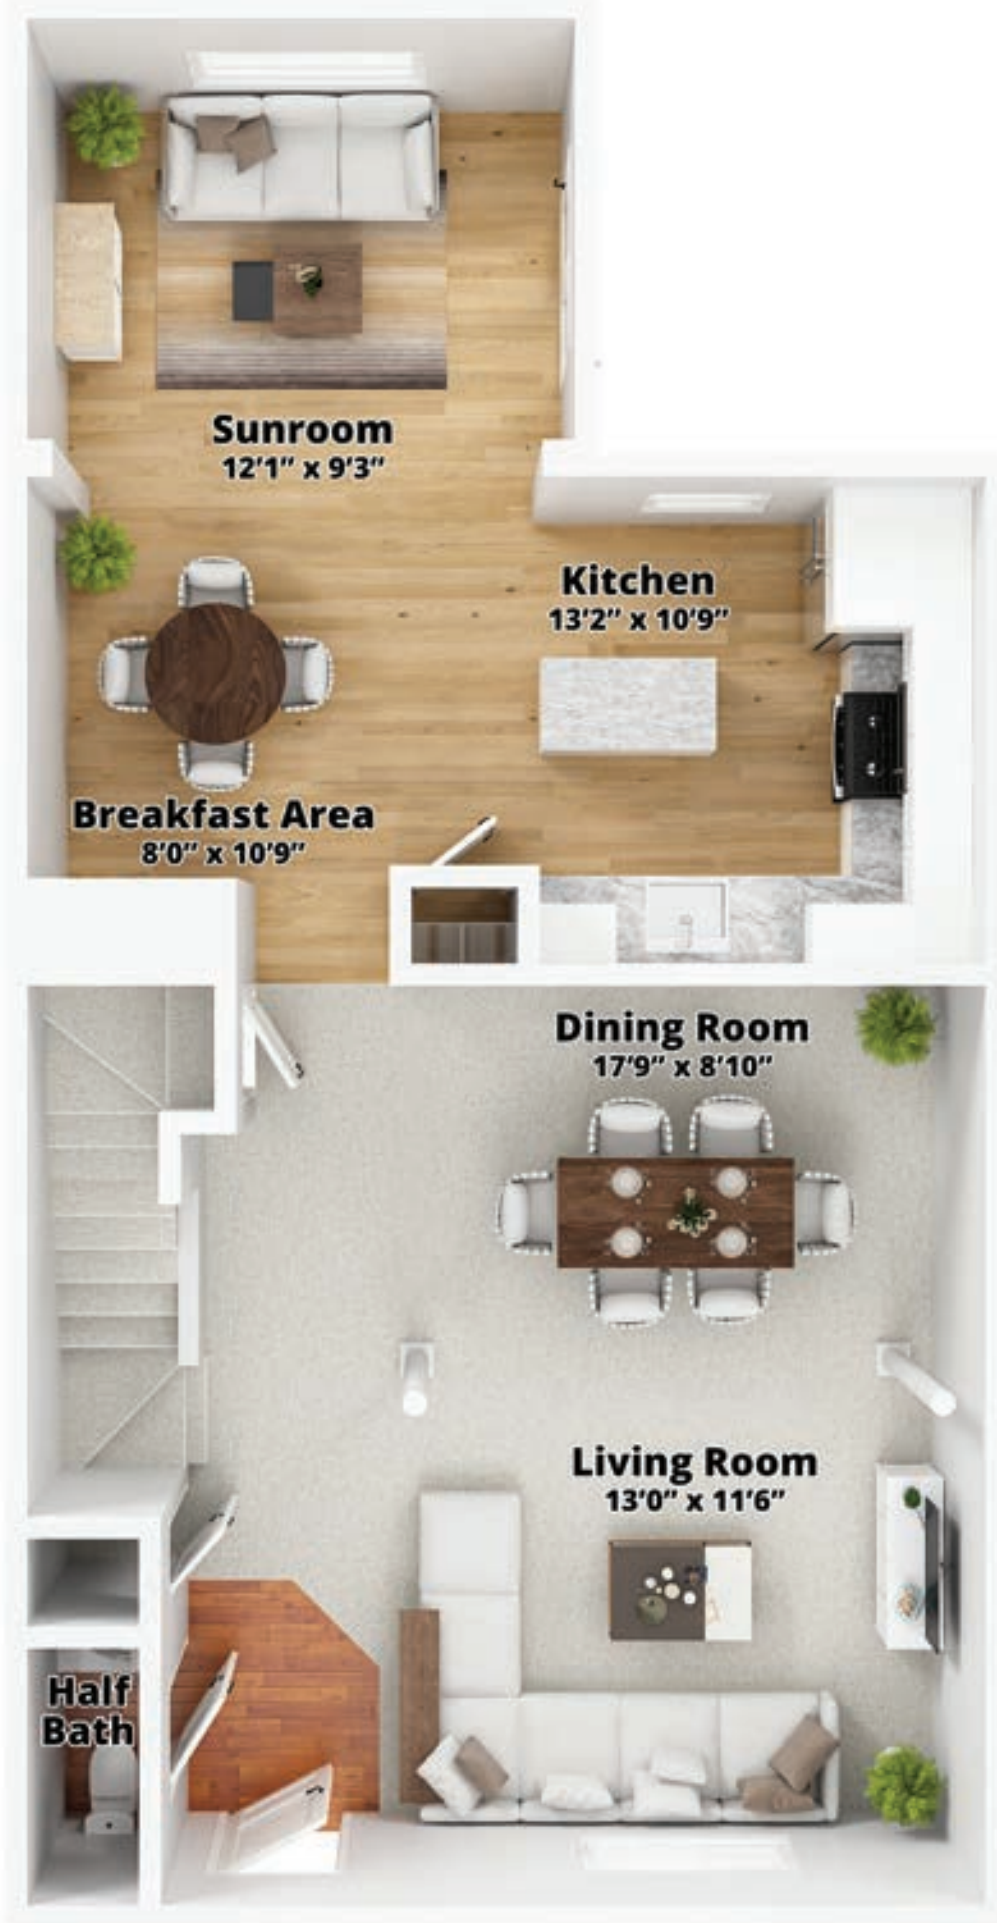 Sunroom
12'1" x 9'3"
Kitchen
13'2" x 10'9"
Breakfast Area
8'0" x 10'9"
Dining Room
17'9" x 8'10"
Living Room
13'0" x 11'6"
Half
Bath